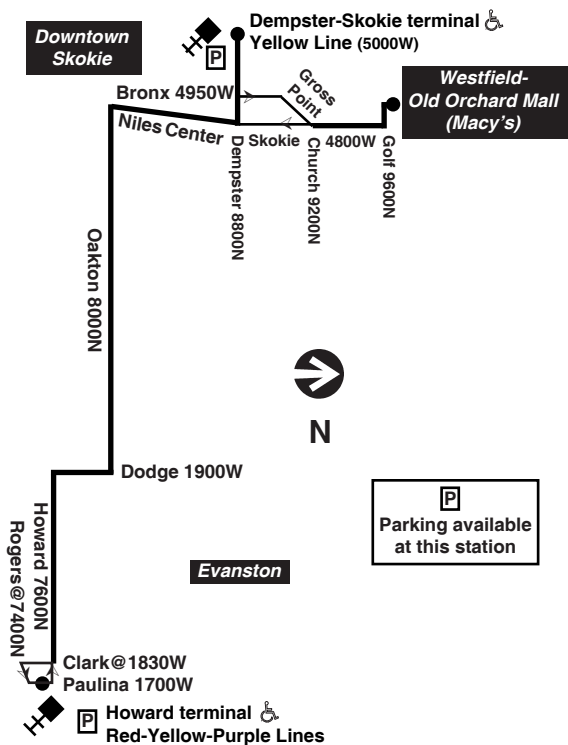 Downtown
Skokie
P
Dempster-Skokie terminal
Yellow Line (5000W)
Bronx 4950W
Gross
Point
Westfield-
Old Orchard Mall
(Macy's)
Niles Center
Skokie
4800W
Dempster 8800N
Church 9200N
Golf 9600N
Oakton 8000N
N
Dodge 1900W
P
Parking available
at this station
Howard 7600N
Rogers@7400N
Evanston
Clark@1830W
Paulina 1700W
P
Howard terminal
Red-Yellow-Purple Lines